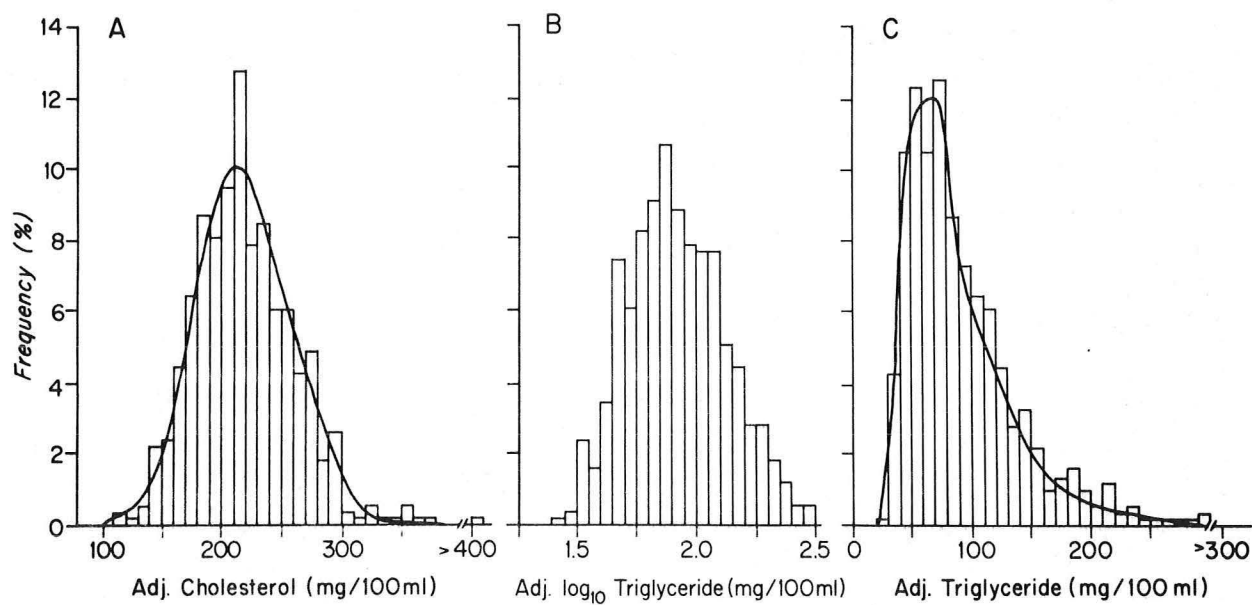 A
B
C
Frequency (%)
14
12
10
8
6
4
2
0
100 200 300 >400
1.5 2.0 2.5
0 100 200 >300
Adj. Cholesterol (mg/100ml)
Adj. log10 Triglyceride (mg/100ml)
Adj. Triglyceride (mg/100 ml)